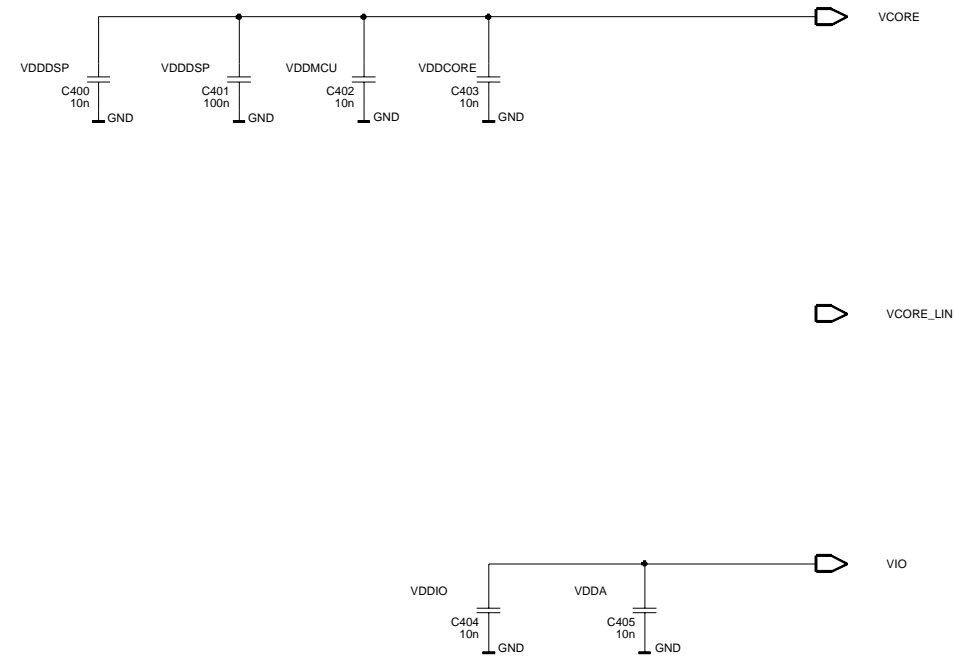 VCORE
VDDDSP
VDDDSP
VDDMCU
VDDCORE
C400
10n
GND
C401
100n
GND
C402
10n
GND
C403
10n
GND
VCORE_LIN
VIO
VDDIO
VDDA
C404
10n
GND
C405
10n
GND